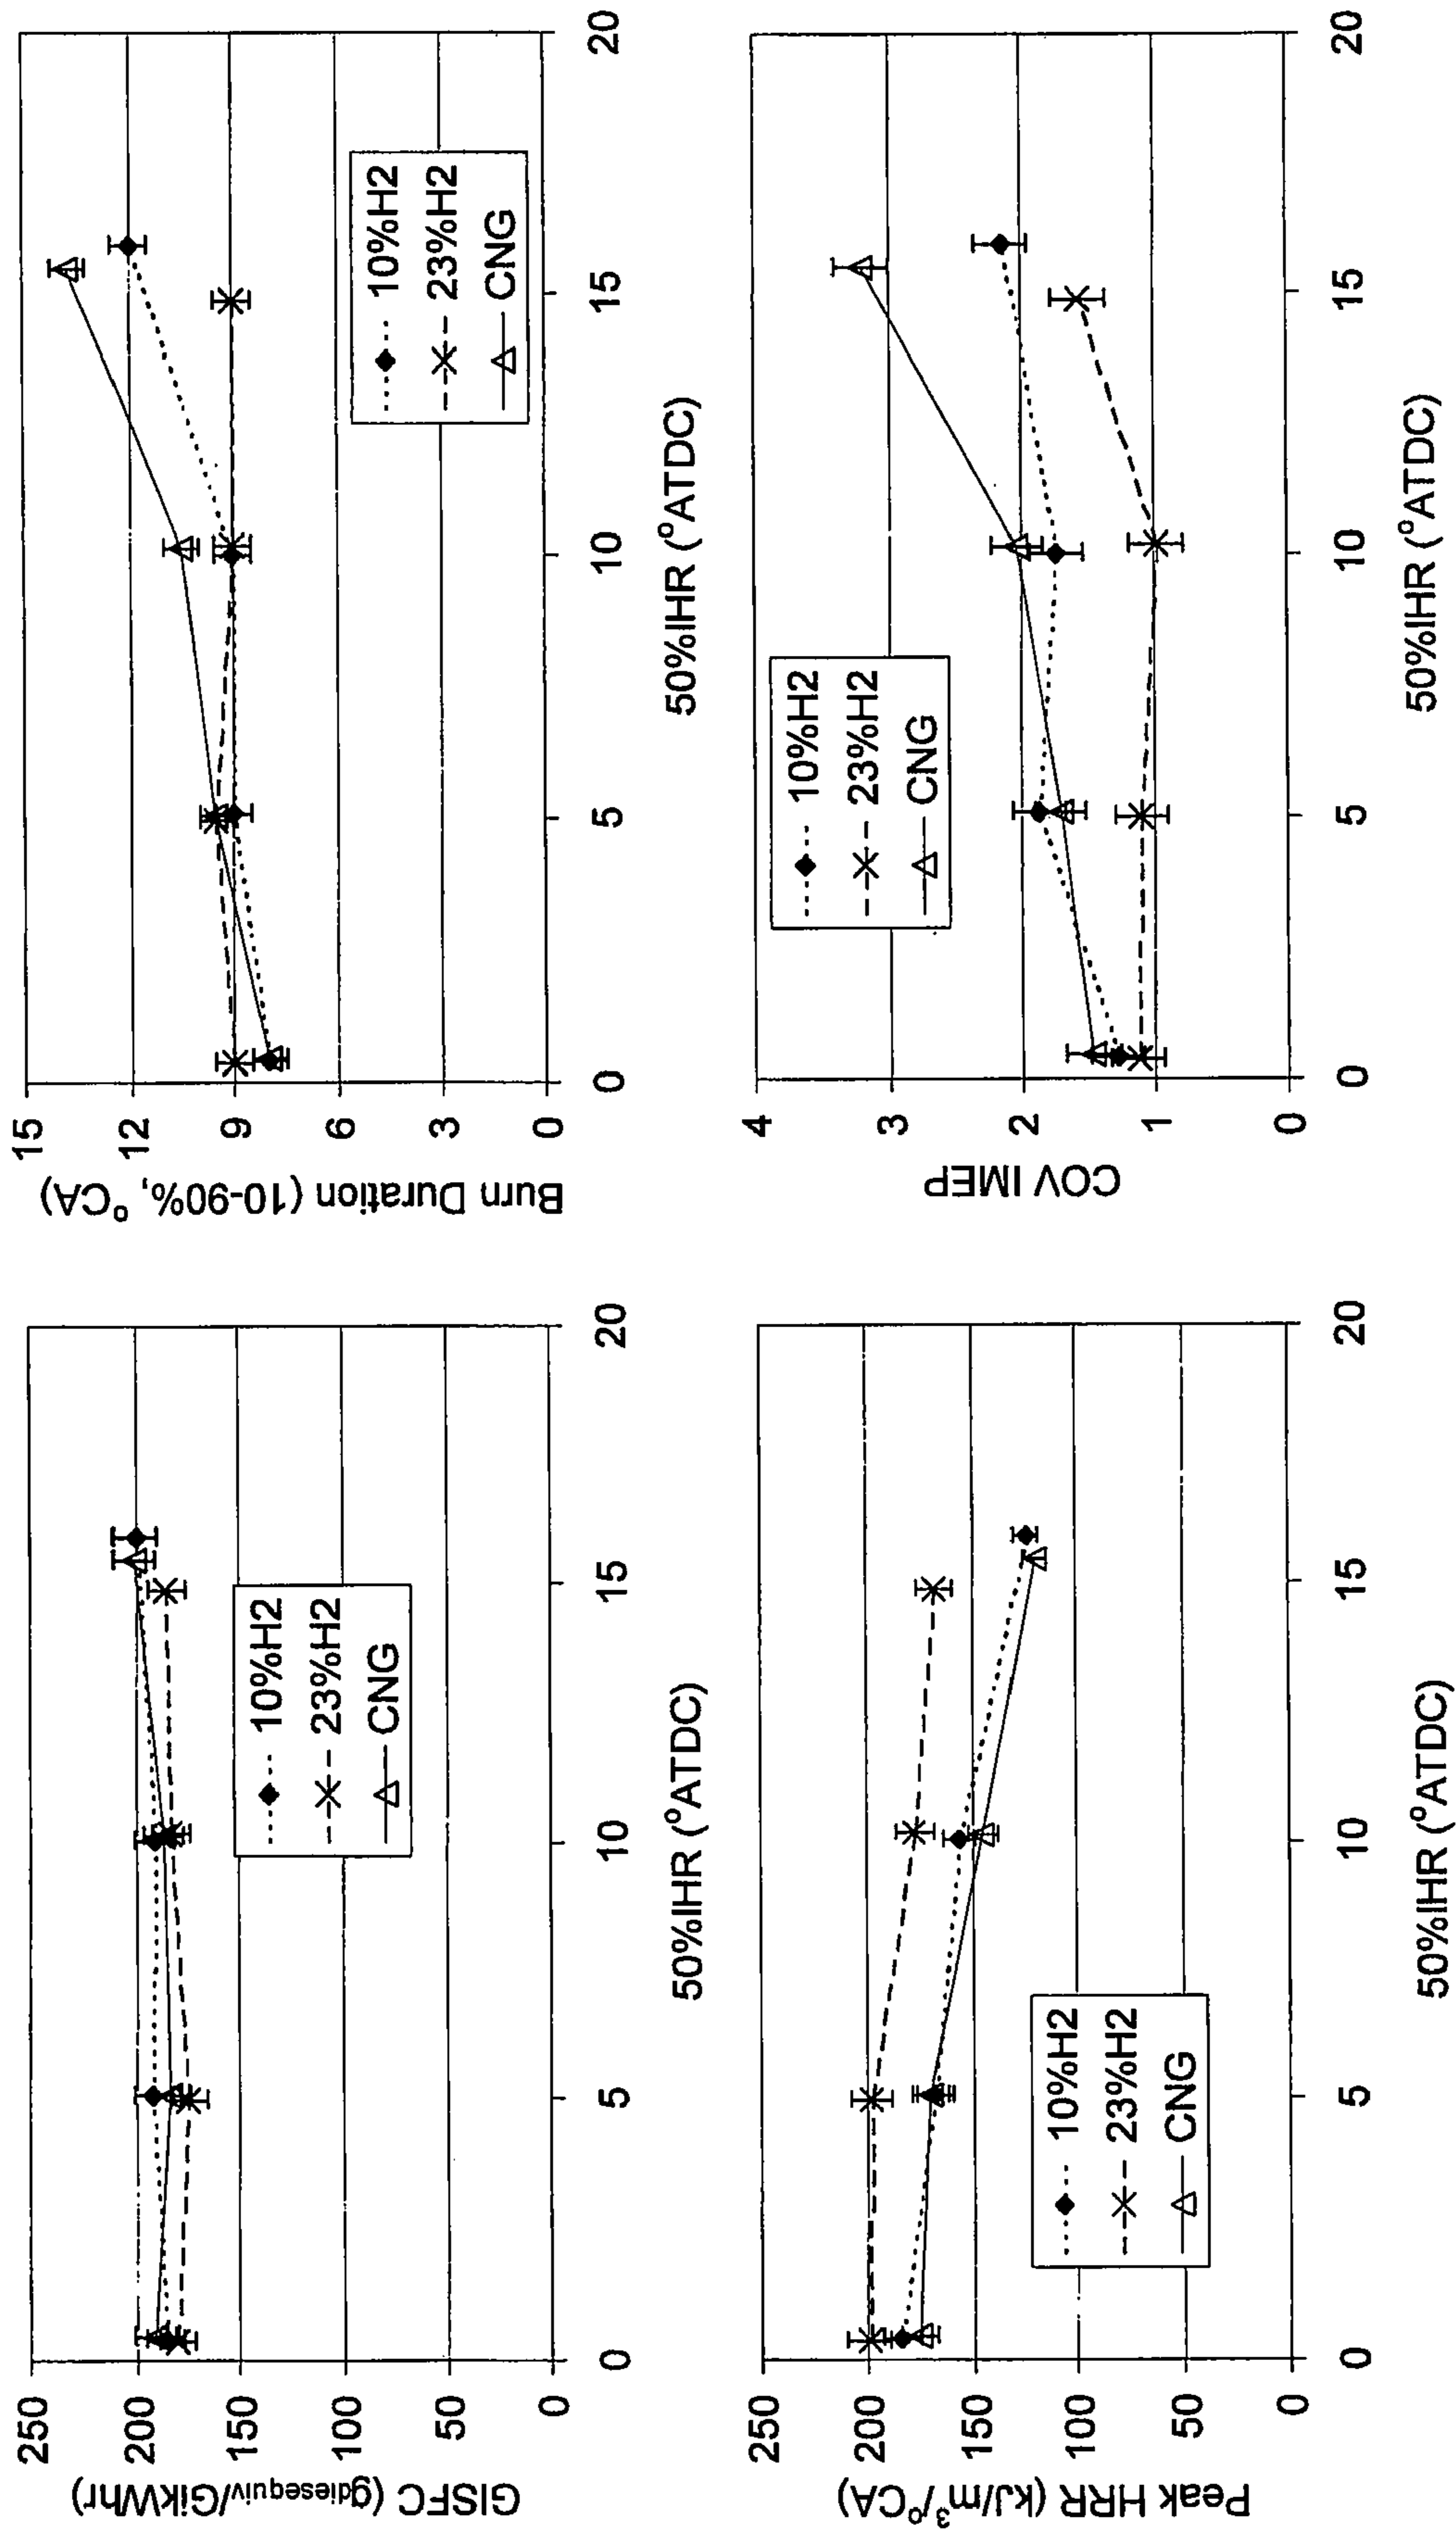 GISFC (gdiesequiv/GikWhr)
250
200
150
100
50
0
10%H2
23%H2
CNG
0 5 10 15 20
50%IHR (°ATDC)
Burn Duration (10-90%, °CA)
15
12
9
6
3
0
10%H2
23%H2
CNG
0 5 10 15 20
50%IHR (°ATDC)
Peak HRR (kJ/m³/°CA)
250
200
150
100
50
0
10%H2
23%H2
CNG
0 5 10 15 20
50%IHR (°ATDC)
COV IMEP
4
3
2
1
0
10%H2
23%H2
CNG
0 5 10 15 20
50%IHR (°ATDC)